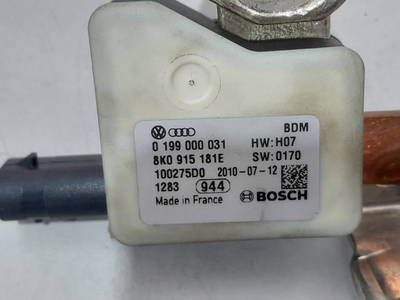 BDM
0 199 000 031 HW:H07
8K0 915 181E SW:0170
100275D0 2010-07-12
1283 944
Made in France BOSCH